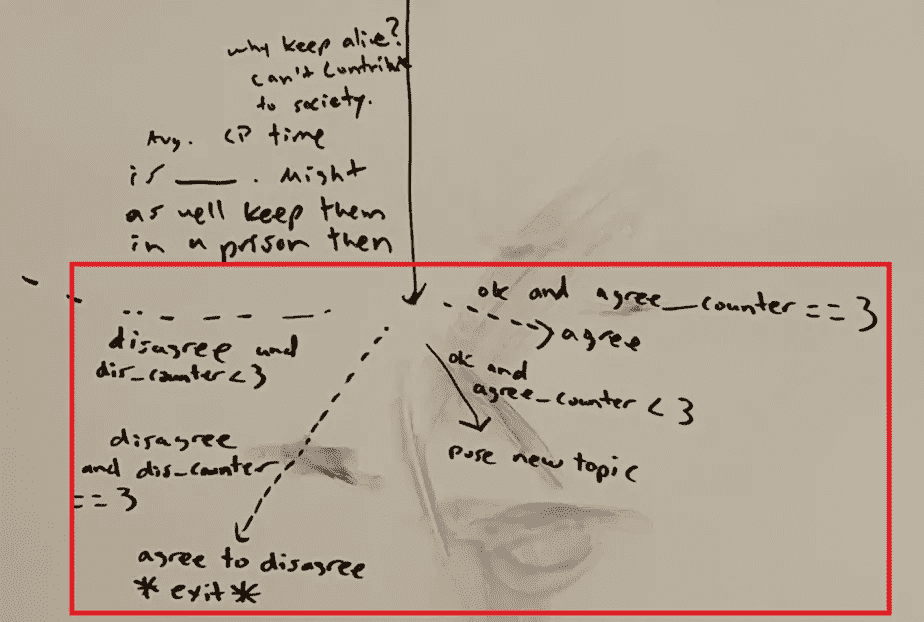 why keep alive?
can't contribute
to society.
Avg. CP time
is ____. Might
as well keep them
in a prison then
ok and agree_counter == 3
agree
disagree and
dis_counter < 3
ok and
agree_counter < 3
pose new topic
disagree
and dis_counter
== 3
agree to disagree
* exit *